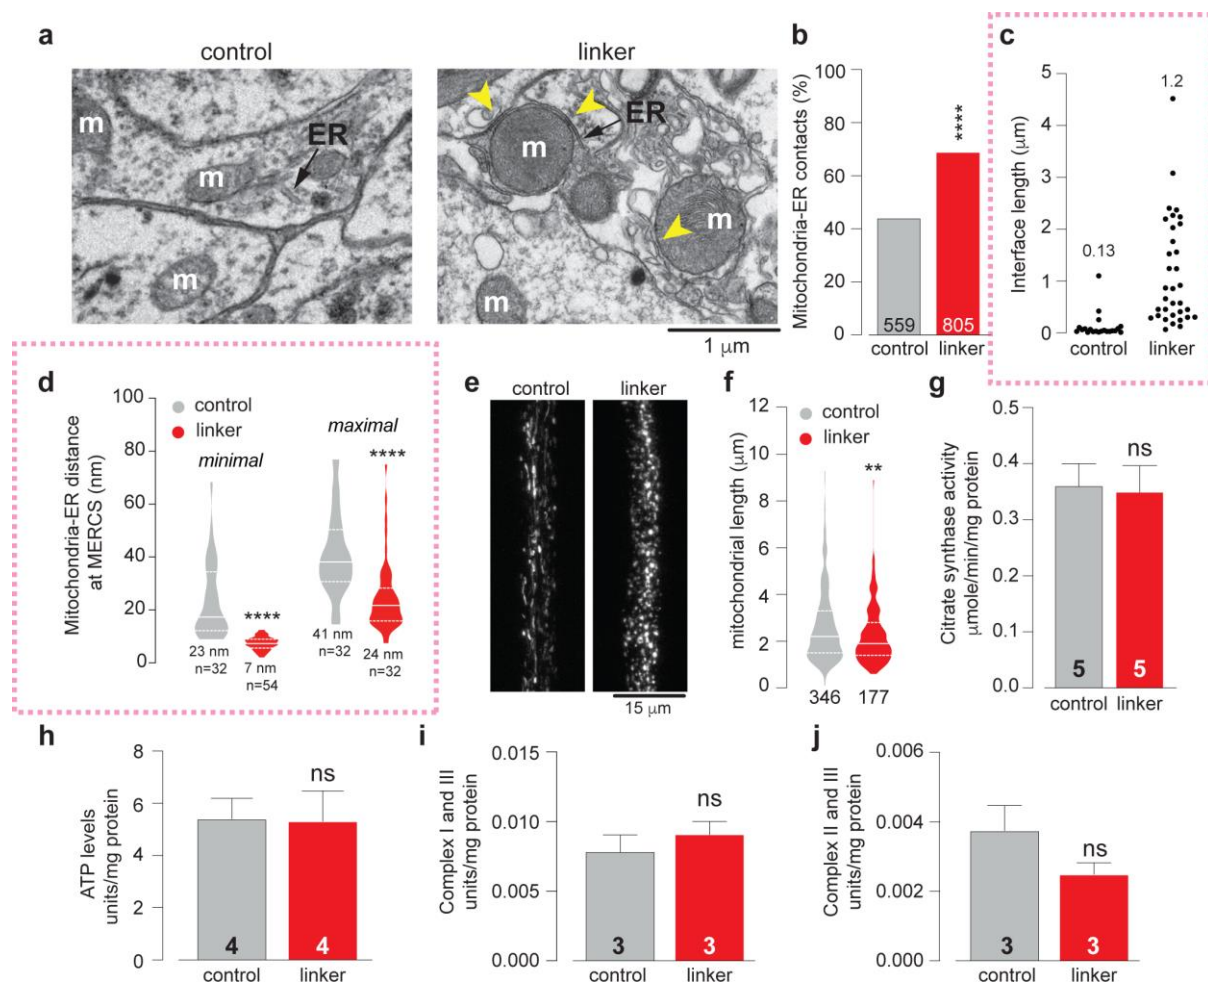 a
control
linker
m
ER
m
m
ER
m
m
m
1 μm
b
Mitochondria-ER contacts (%)
100
80
60
40
20
0
****
559
805
control
linker
c
Interface length (μm)
5
4
3
2
1
0
0.13
1.2
control
linker
d
Mitochondria-ER distance
at MERCS (nm)
100
80
60
40
20
0
control
linker
minimal
maximal
****
****
23 nm
n=32
7 nm
n=54
41 nm
n=32
24 nm
n=32
e
control
linker
15 μm
f
mitochondrial length (μm)
12
10
8
6
4
2
0
control
linker
**
346
177
g
Citrate synthase activity
μmole/min/mg protein
0.5
0.4
0.3
0.2
0.1
0.0
ns
5
5
control
linker
h
ATP levels
units/mg protein
8
6
4
2
0
ns
4
4
control
linker
i
Complex I and III
units/mg protein
0.015
0.010
0.005
0.000
ns
3
3
control
linker
j
Complex II and III
units/mg protein
0.006
0.004
0.002
0.000
ns
3
3
control
linker